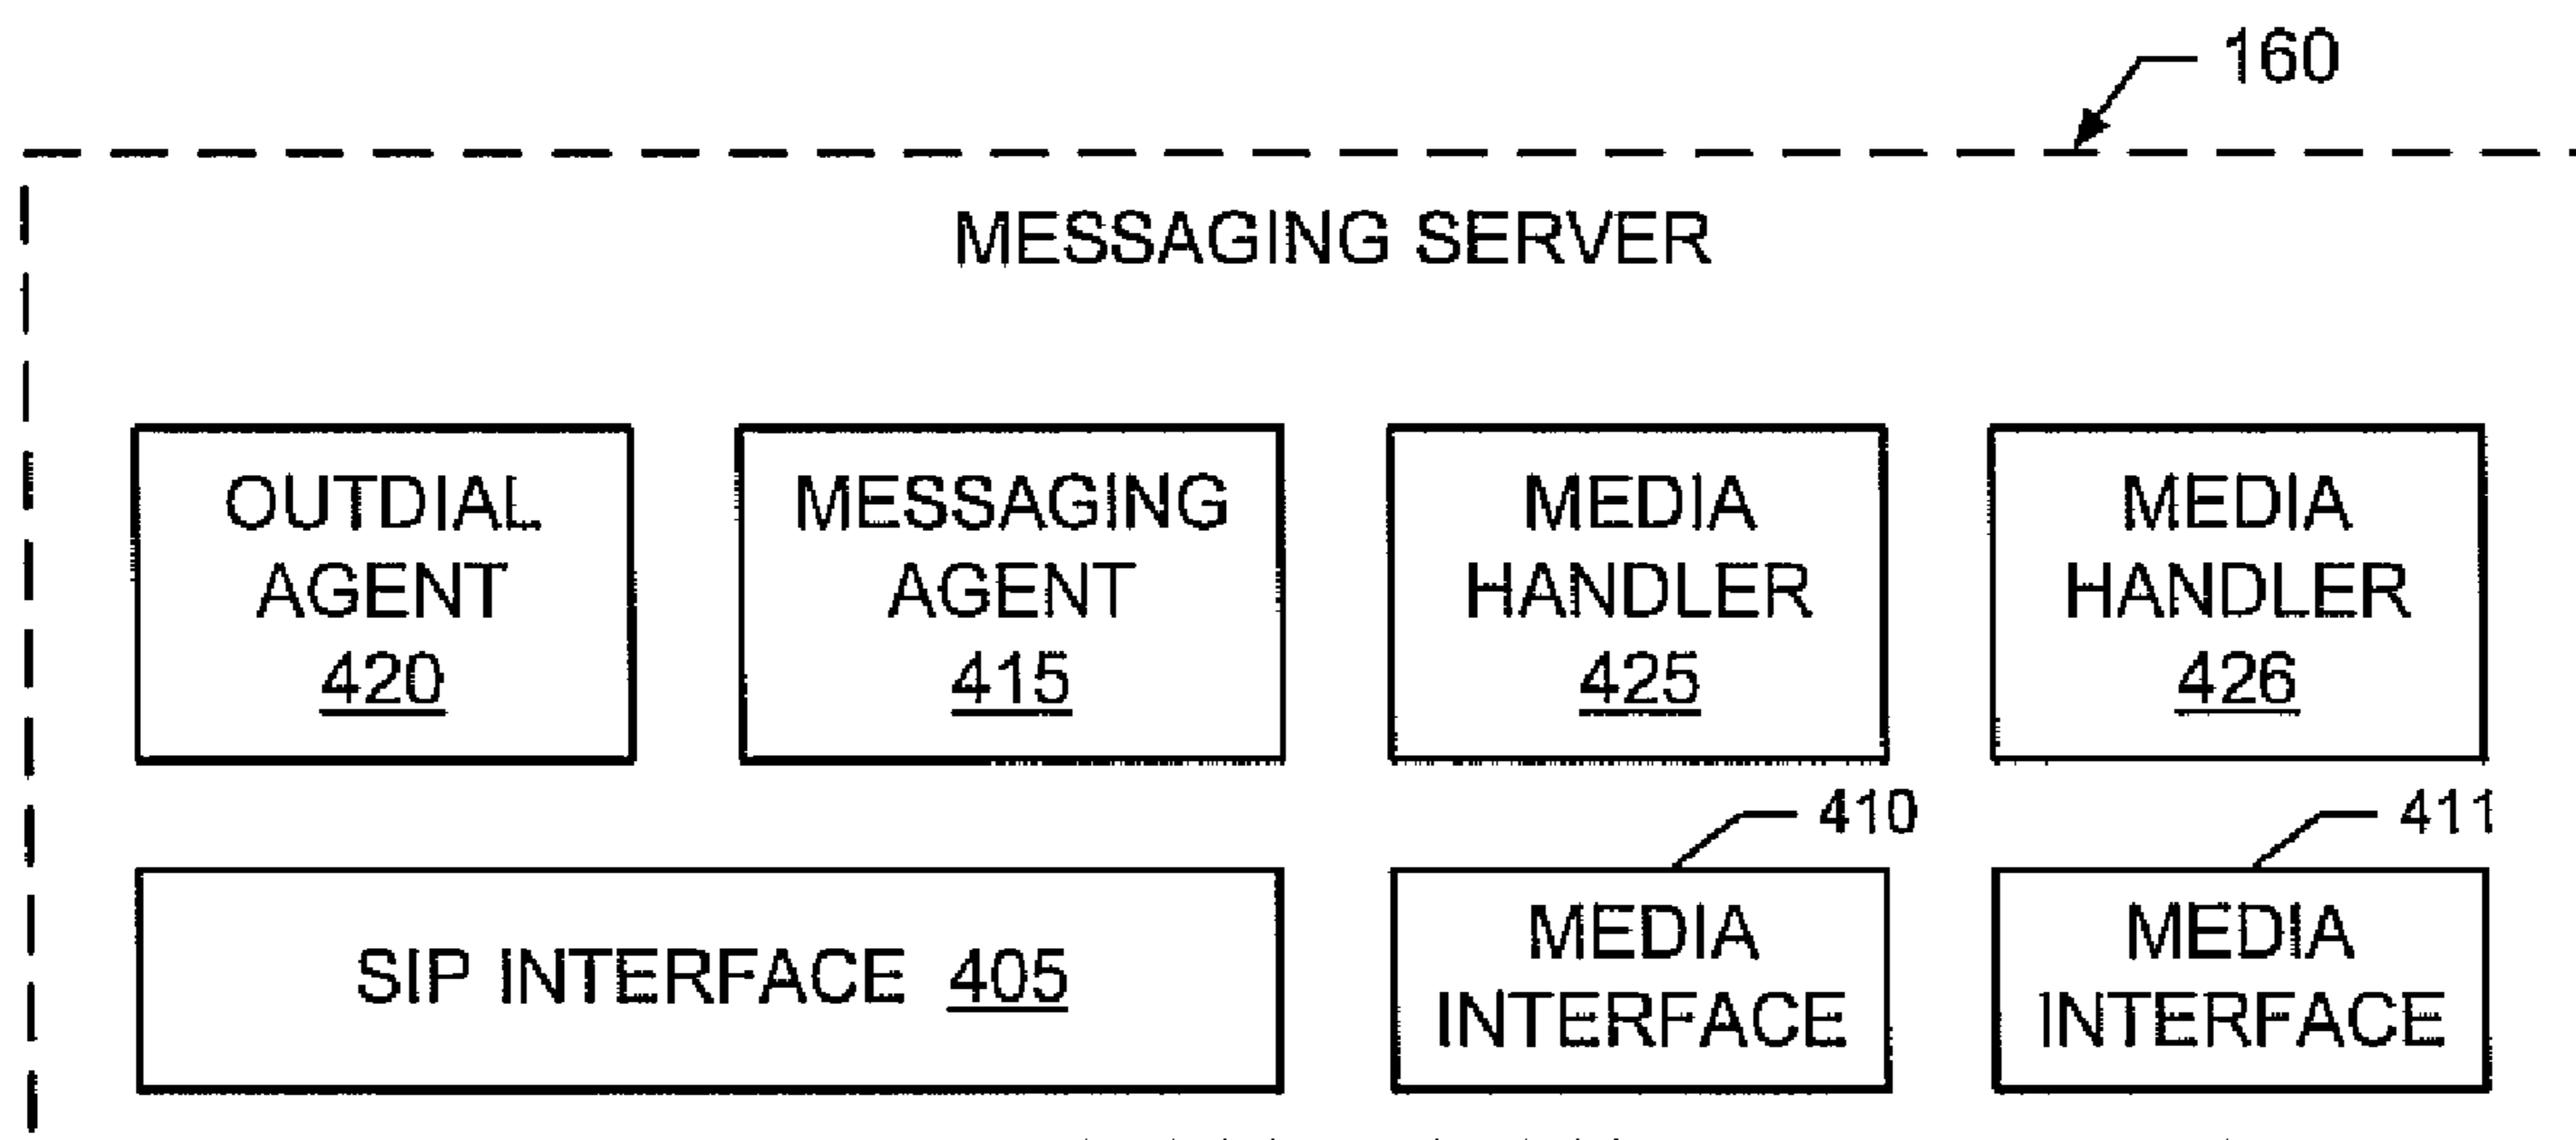 160
MESSAGING SERVER
OUTDIAL
AGENT
420
MESSAGING
AGENT
415
MEDIA
HANDLER
425
MEDIA
HANDLER
426
SIP INTERFACE 405
410
MEDIA
INTERFACE
411
MEDIA
INTERFACE